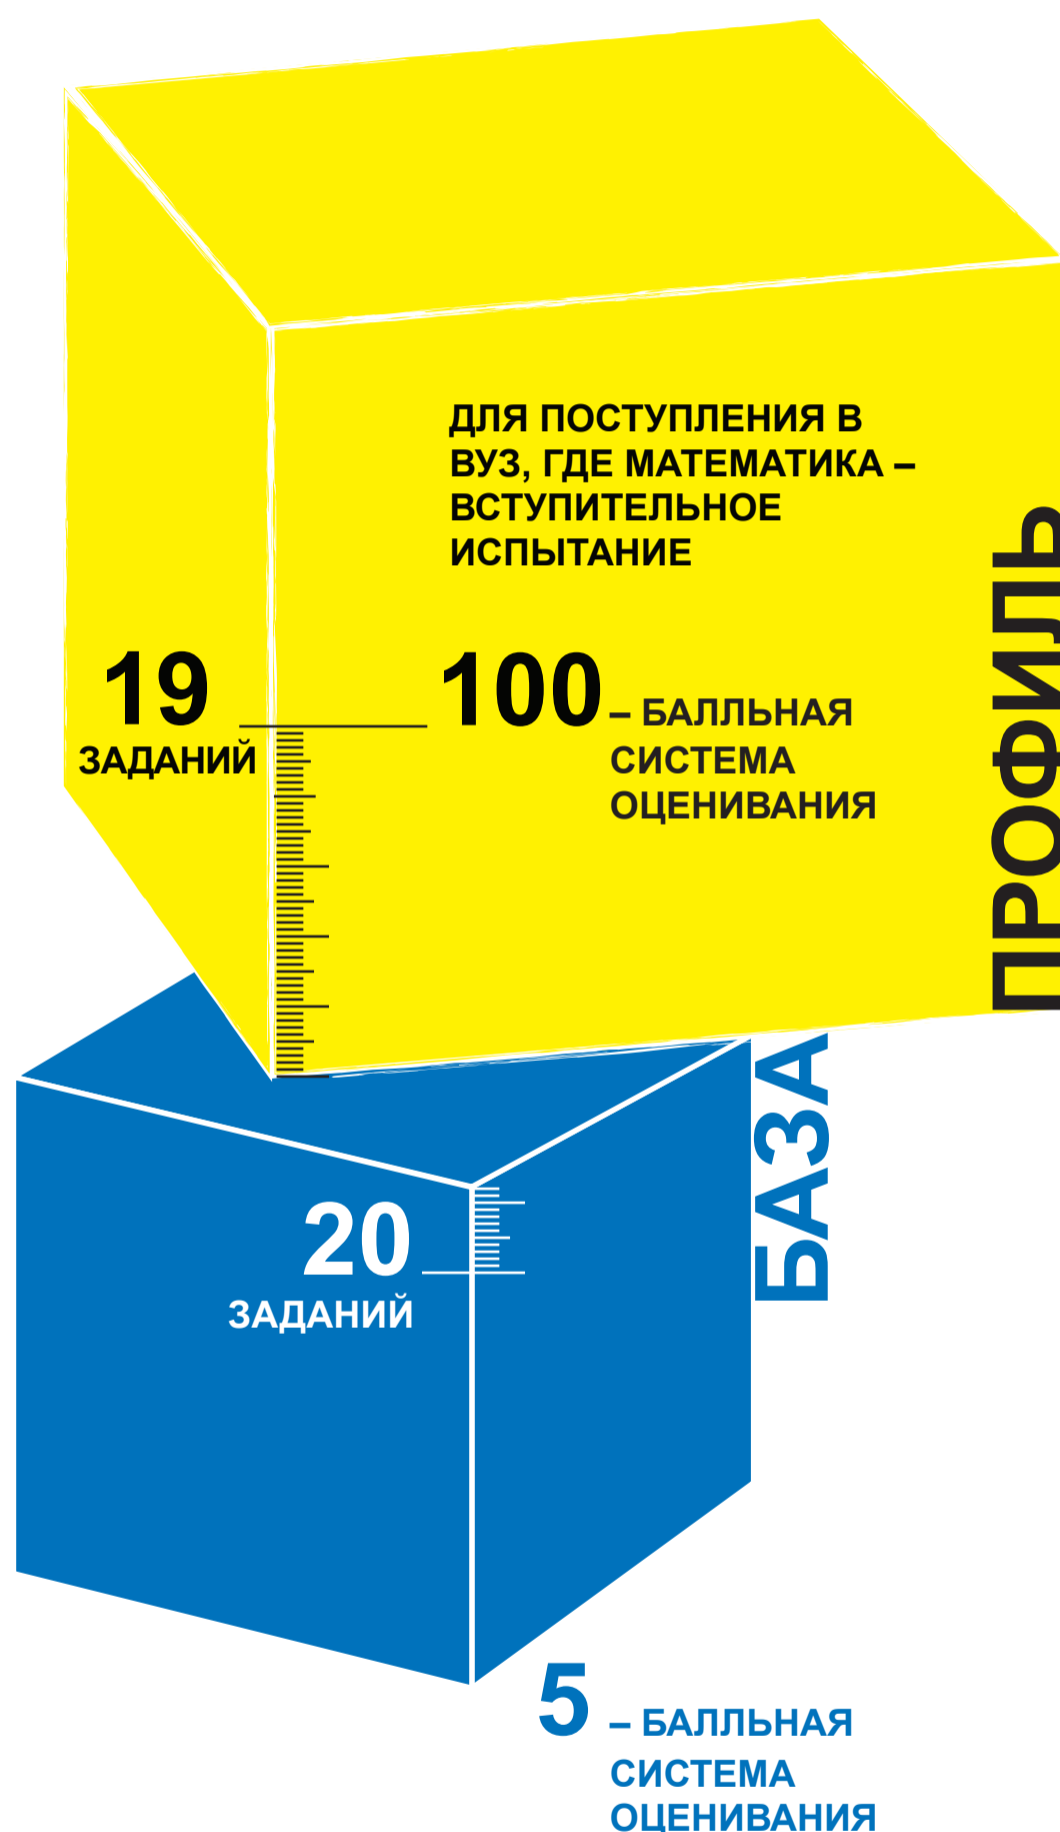 ДЛЯ ПОСТУПЛЕНИЯ В
ВУЗ, ГДЕ МАТЕМАТИКА –
ВСТУПИТЕЛЬНОЕ
ИСПЫТАНИЕ
ПРОФИЛЬ
19
ЗАДАНИЙ
100 – БАЛЛЬНАЯ
СИСТЕМА
ОЦЕНИВАНИЯ
БАЗА
20
ЗАДАНИЙ
5 – БАЛЛЬНАЯ
СИСТЕМА
ОЦЕНИВАНИЯ